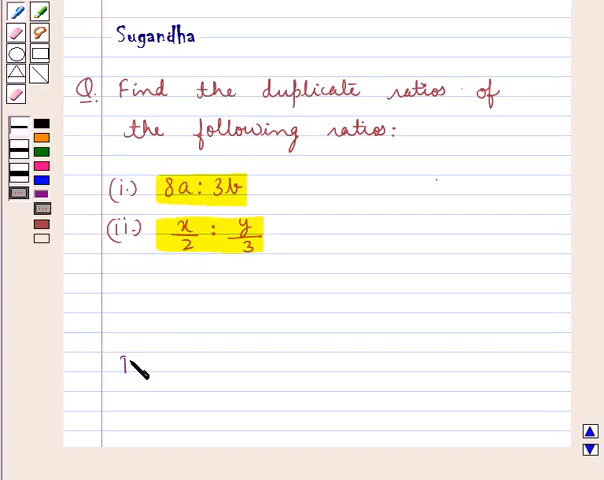 Sugandha
Q. Find the duplicate ratios of
the following ratios:
(i.) 8a : 3b
(ii.) x/2 : y/3